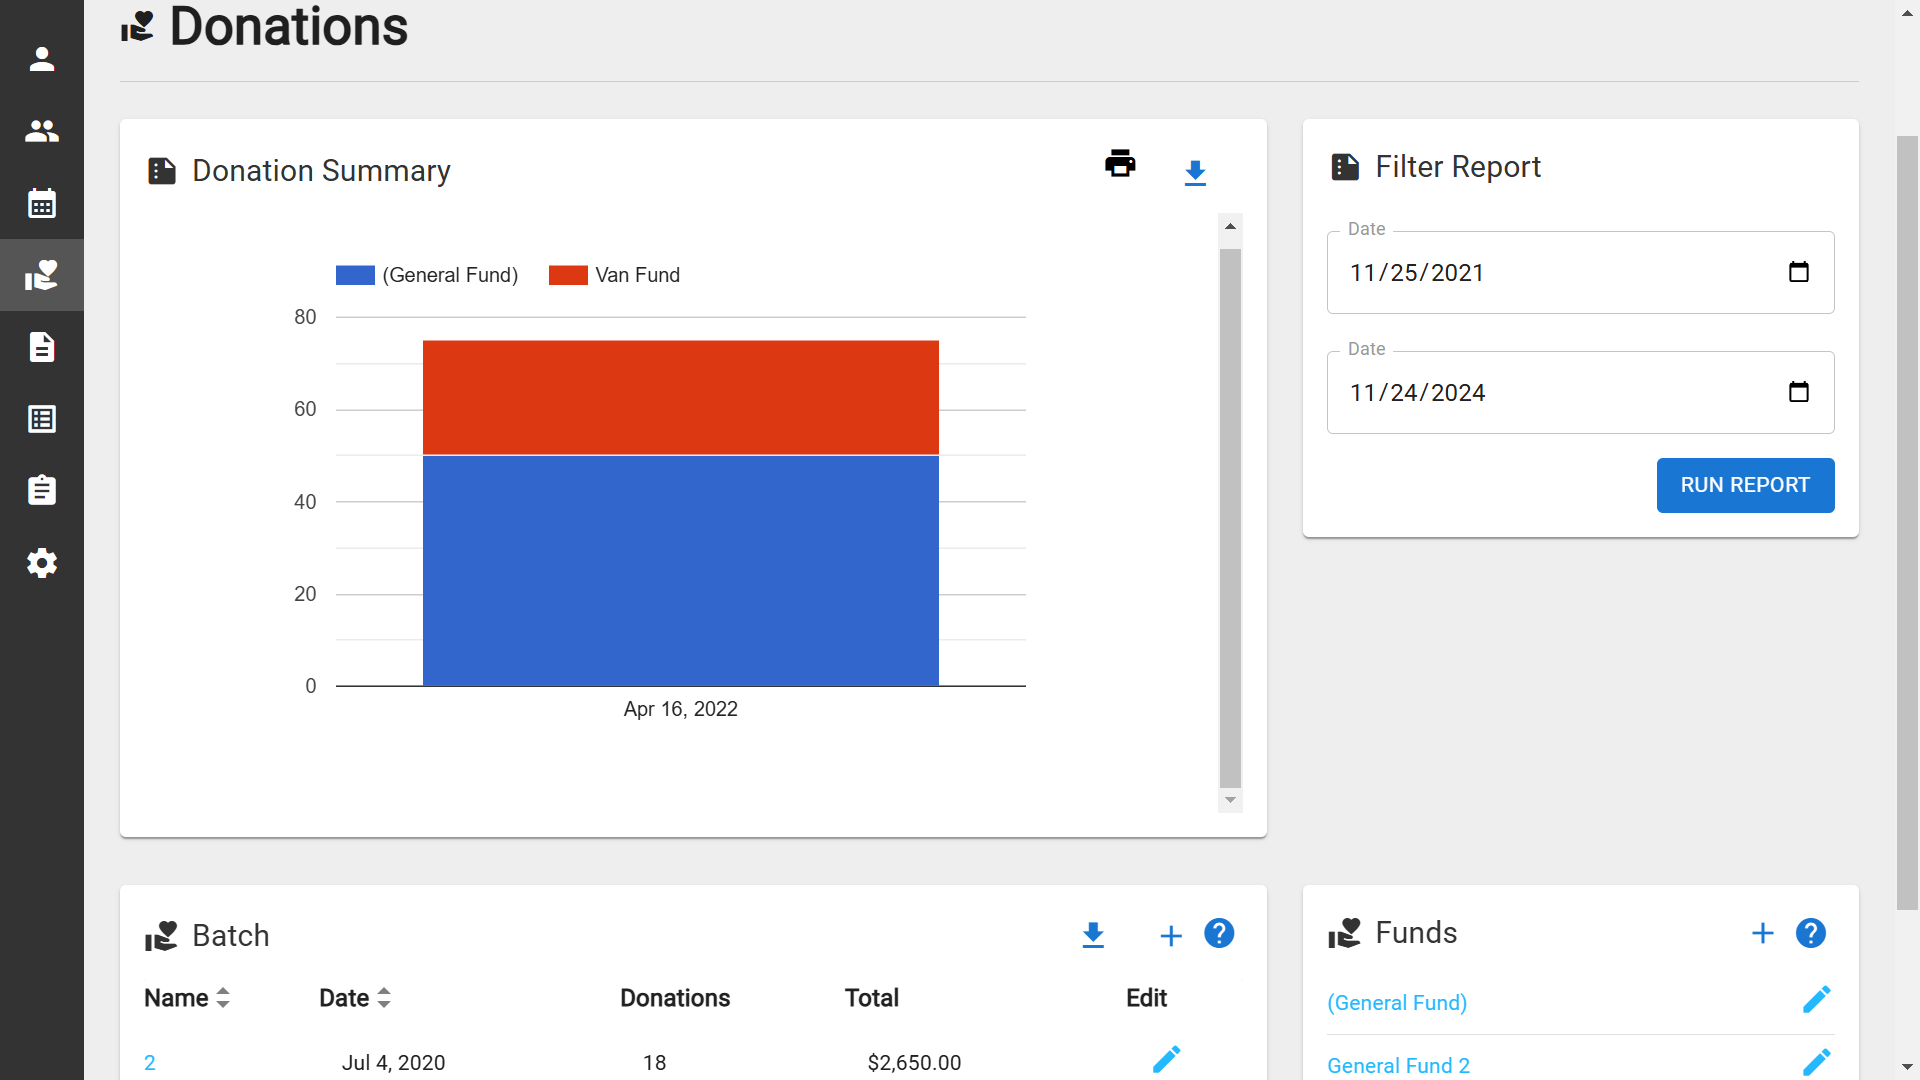 Donations
Donation Summary
(General Fund) Van Fund
80
60
40
20
0
Apr 16, 2022
Filter Report
Date
11/25/2021
Date
11/24/2024
RUN REPORT
Batch
Name Date Donations Total Edit
2 Jul 4, 2020 18 $2,650.00
Funds
(General Fund)
General Fund 2